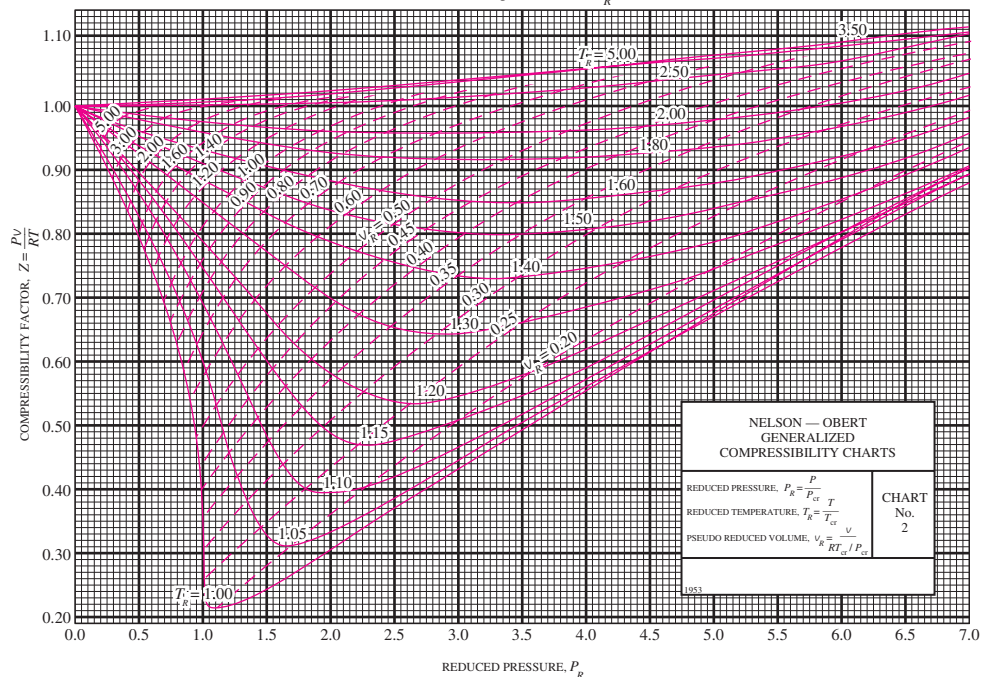 R
1.10
1.00
0.90
0.80
0.70
0.60
0.50
0.40
0.30
0.20
COMPRESSIBILITY FACTOR, Z = Pv/RT
3.50
T_R = 5.00
2.50
2.00
1.80
1.60
1.50
1.40
1.30
1.20
1.15
1.10
1.05
T_R = 1.00
5.00
3.00
2.00
1.60
1.40
1.20
1.00
0.90
0.80
0.70
0.60
v_R = 0.50
0.45
0.40
0.35
0.30
0.25
v_R = 0.20
NELSON — OBERT
GENERALIZED
COMPRESSIBILITY CHARTS
REDUCED PRESSURE, P_R = P/P_cr
REDUCED TEMPERATURE, T_R = T/T_cr
PSEUDO REDUCED VOLUME, v_R = v/RT_cr / P_cr
CHART
No.
2
1953
0.0 0.5 1.0 1.5 2.0 2.5 3.0 3.5 4.0 4.5 5.0 5.5 6.0 6.5 7.0
REDUCED PRESSURE, P_R